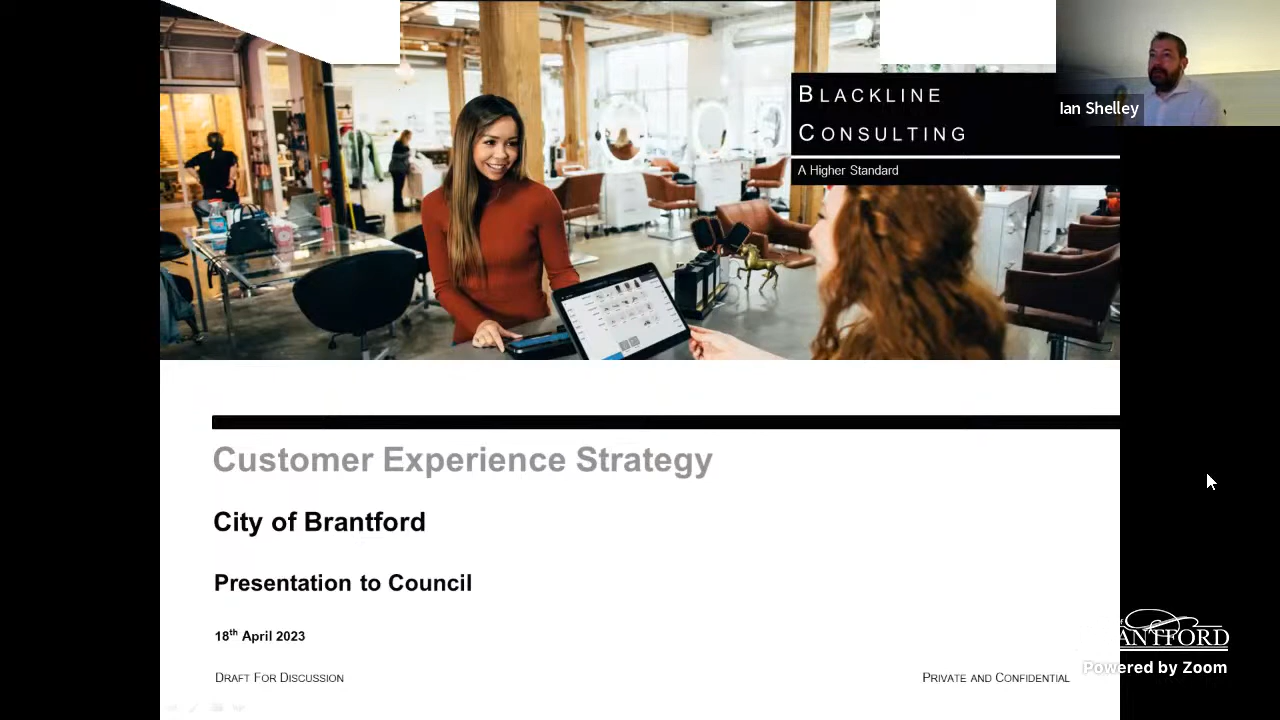 BLACKLINE
CONSULTING
A Higher Standard
Ian Shelley
Customer Experience Strategy
City of Brantford
Presentation to Council
18th April 2023
DRAFT FOR DISCUSSION
PRIVATE AND CONFIDENTIAL
ANTFORD
Powered by Zoom